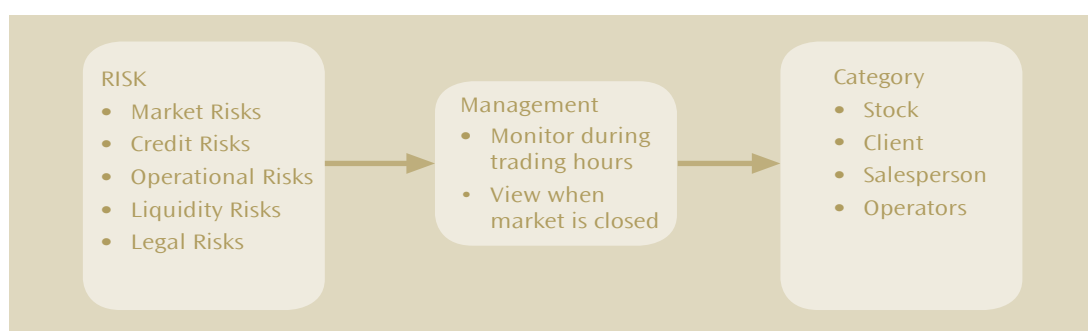 RISK
• Market Risks
• Credit Risks
• Operational Risks
• Liquidity Risks
• Legal Risks
Management
• Monitor during
trading hours
• View when
market is closed
Category
• Stock
• Client
• Salesperson
• Operators